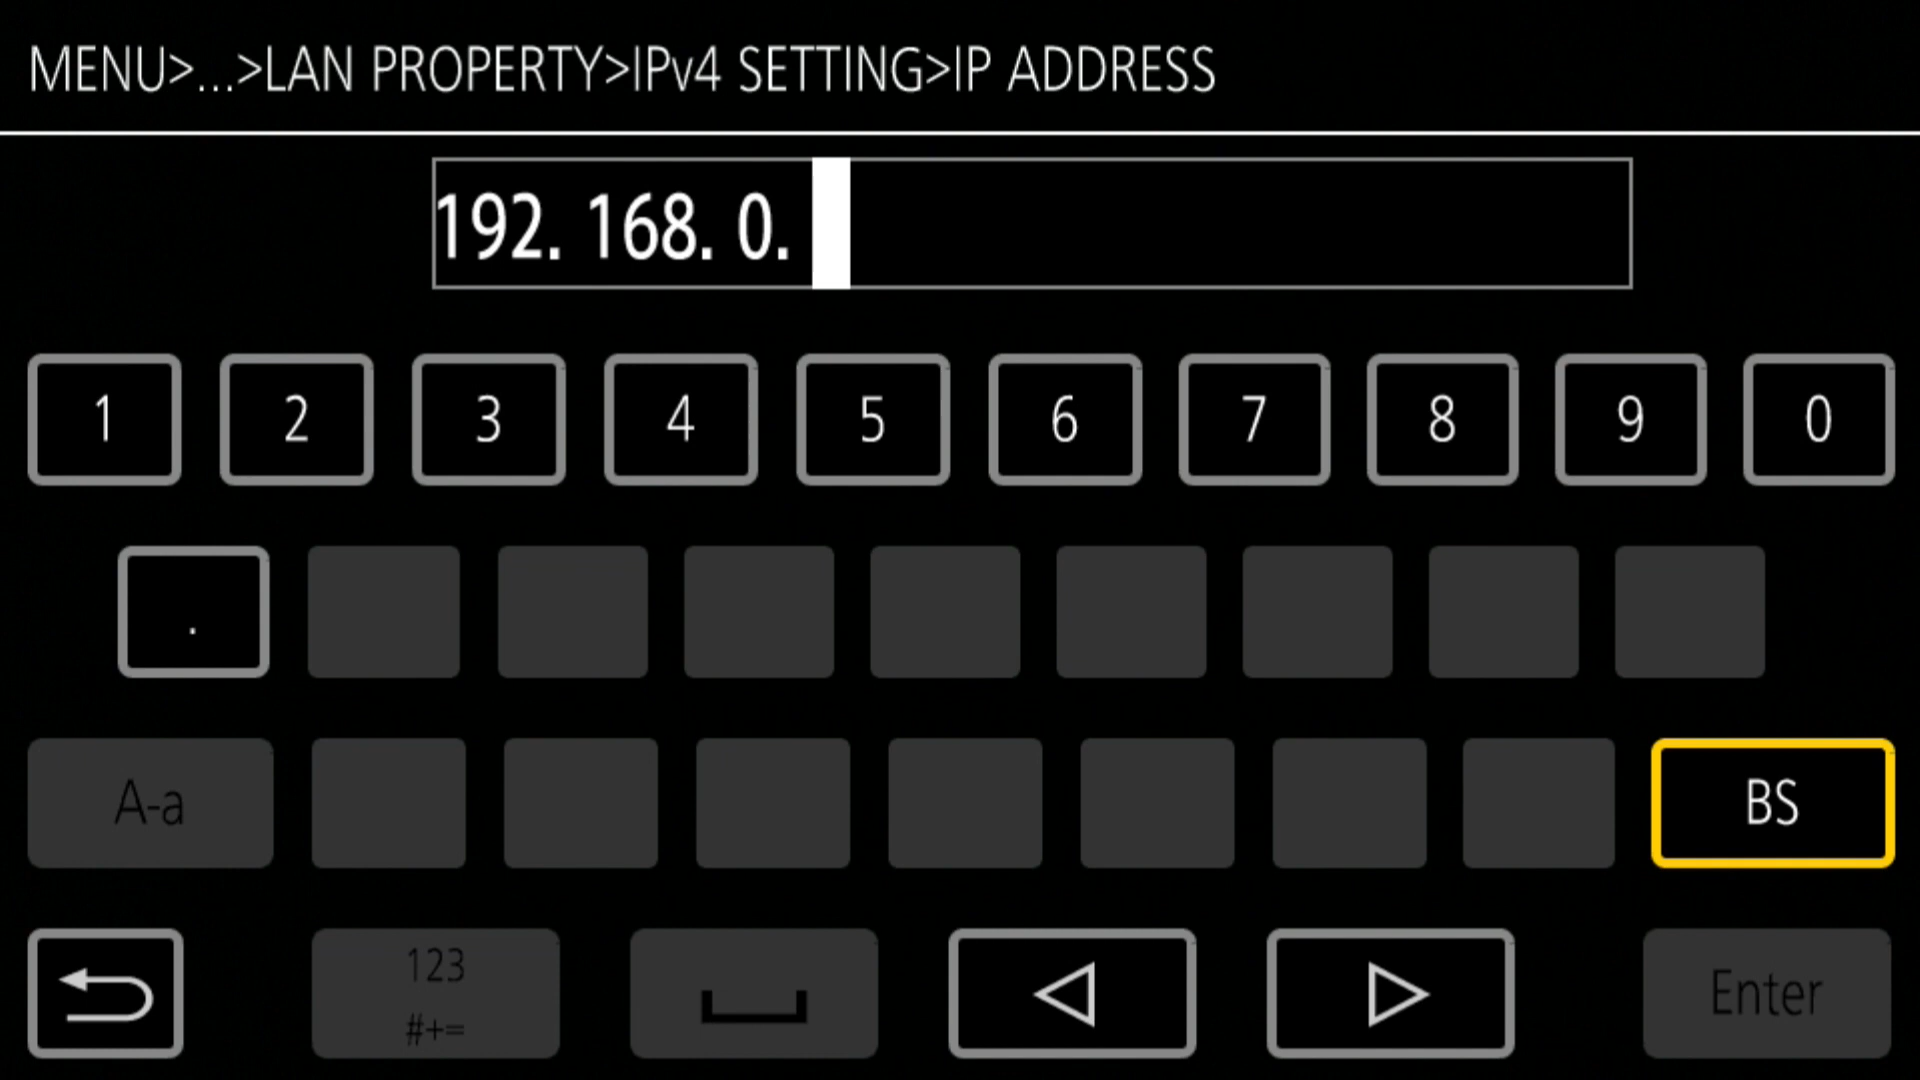 MENU>...>LAN PROPERTY>IPv4 SETTING>IP ADDRESS
192. 168. 0.
1 2 3 4 5 6 7 8 9 0
.
A-a BS
123 Enter
#+=